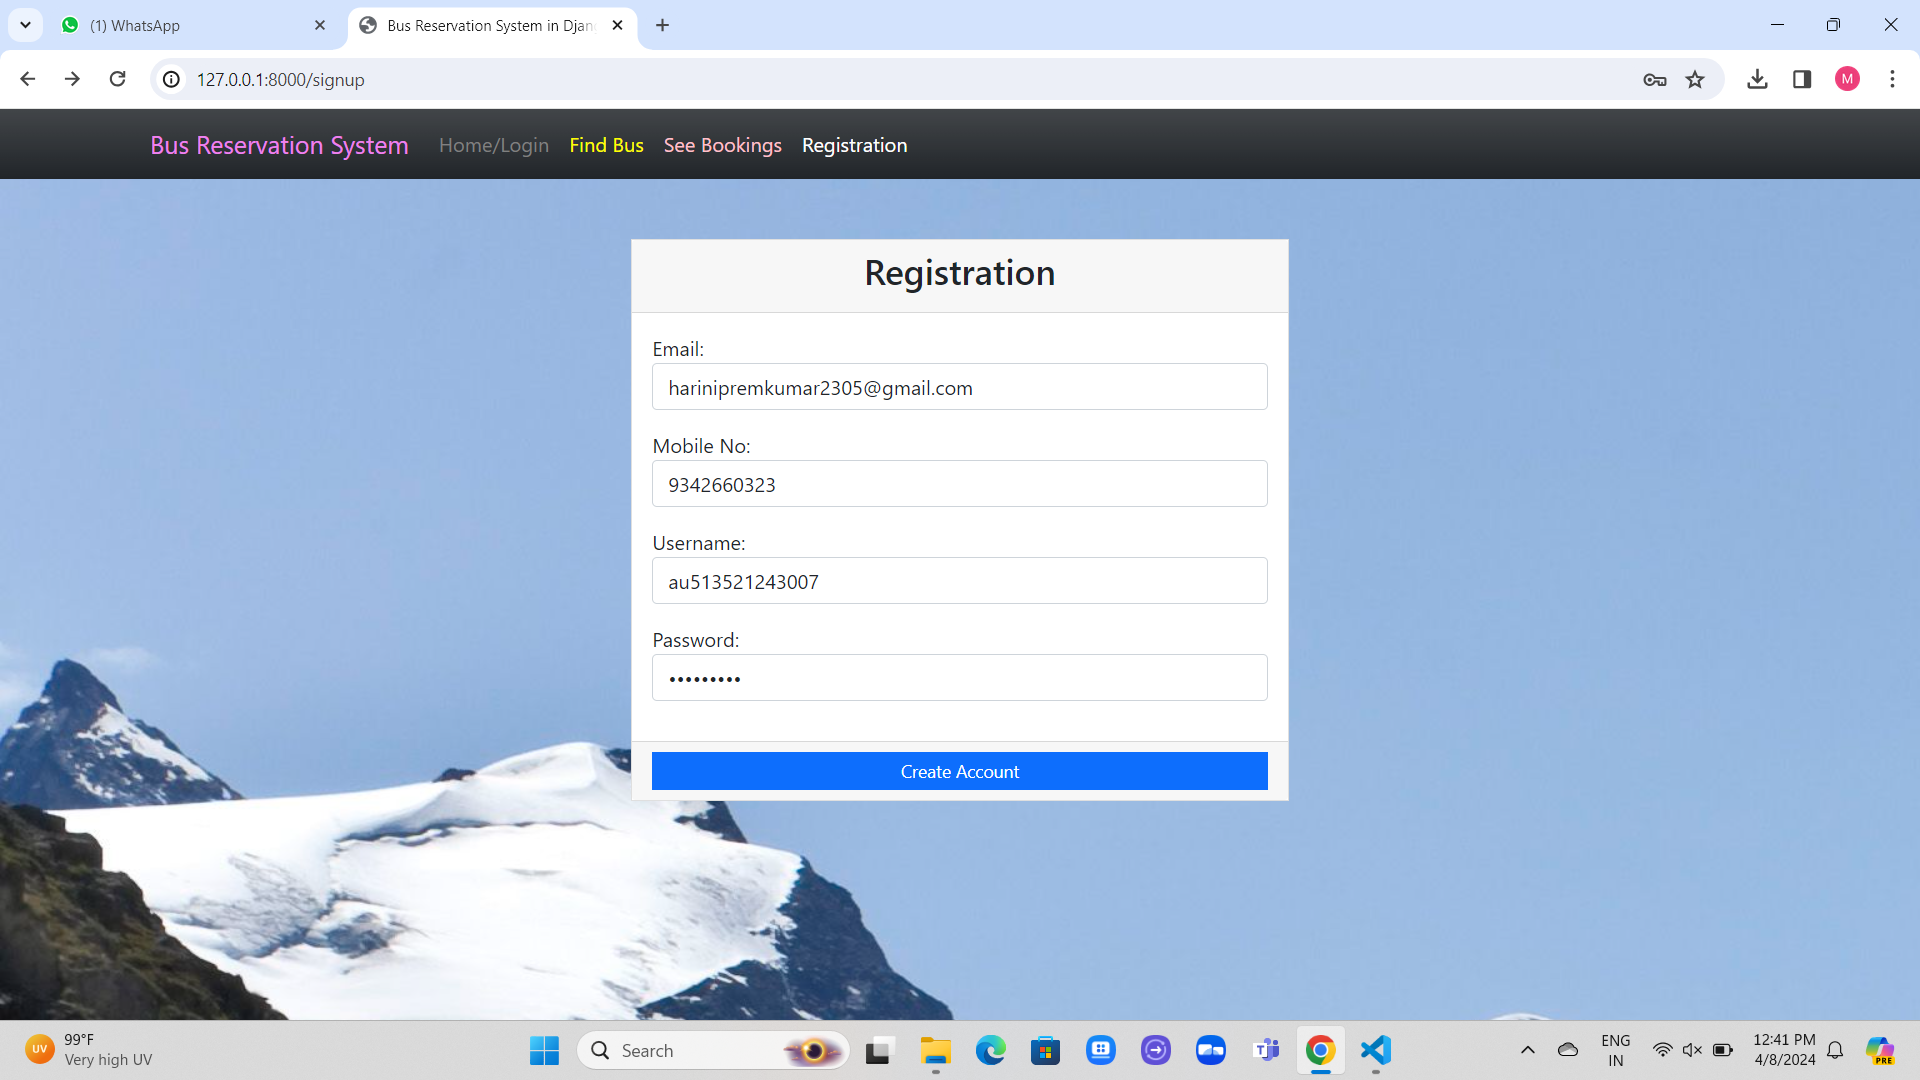 (1) WhatsApp
Bus Reservation System in Djan
127.0.0.1:8000/signup
M
Bus Reservation System Home/Login Find Bus See Bookings Registration
Registration
Email:
harinipremkumar2305@gmail.com
Mobile No:
9342660323
Username:
au513521243007
Password:
•••••••••
Create Account
UV
99°F
Very high UV
Search
T
ENG
IN
12:41 PM
4/8/2024
PRE